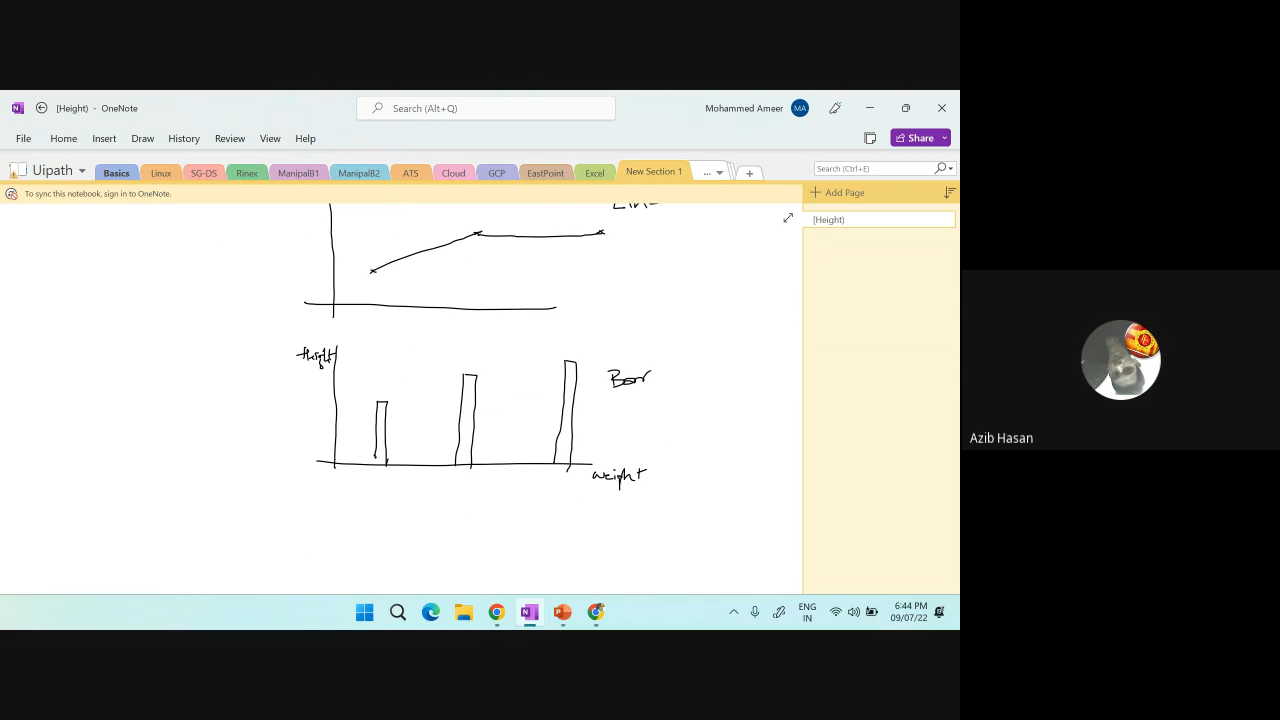 [Height) - OneNote
Search (Alt+Q)
Mohammed Ameer
MA
File Home Insert Draw History Review View Help
Share
Uipath
Basics Linux SG-DS Rinex ManipalB1 ManipalB2 ATS Cloud GCP EastPoint Excel New Section 1 ...
Search (Ctrl+E)
To sync this notebook, sign in to OneNote.
Add Page
[Height)
Line
Height
Bar
weight
Azib Hasan
ENG
IN
6:44 PM
09/07/22